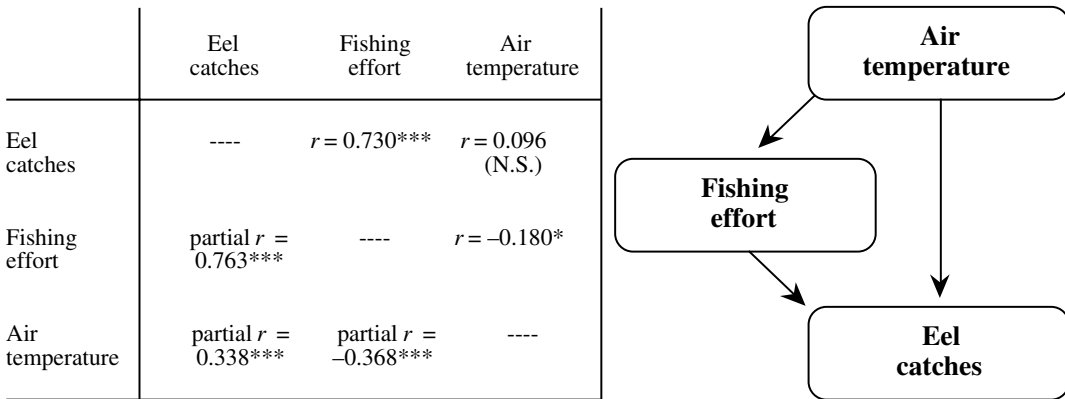 Eel Fishing Air
catches effort temperature
Eel ---- r = 0.730*** r = 0.096
catches (N.S.)
Fishing partial r = ---- r = –0.180*
effort 0.763***
Air partial r = partial r = ----
temperature 0.338*** –0.368***
Air
temperature
Fishing
effort
Eel
catches